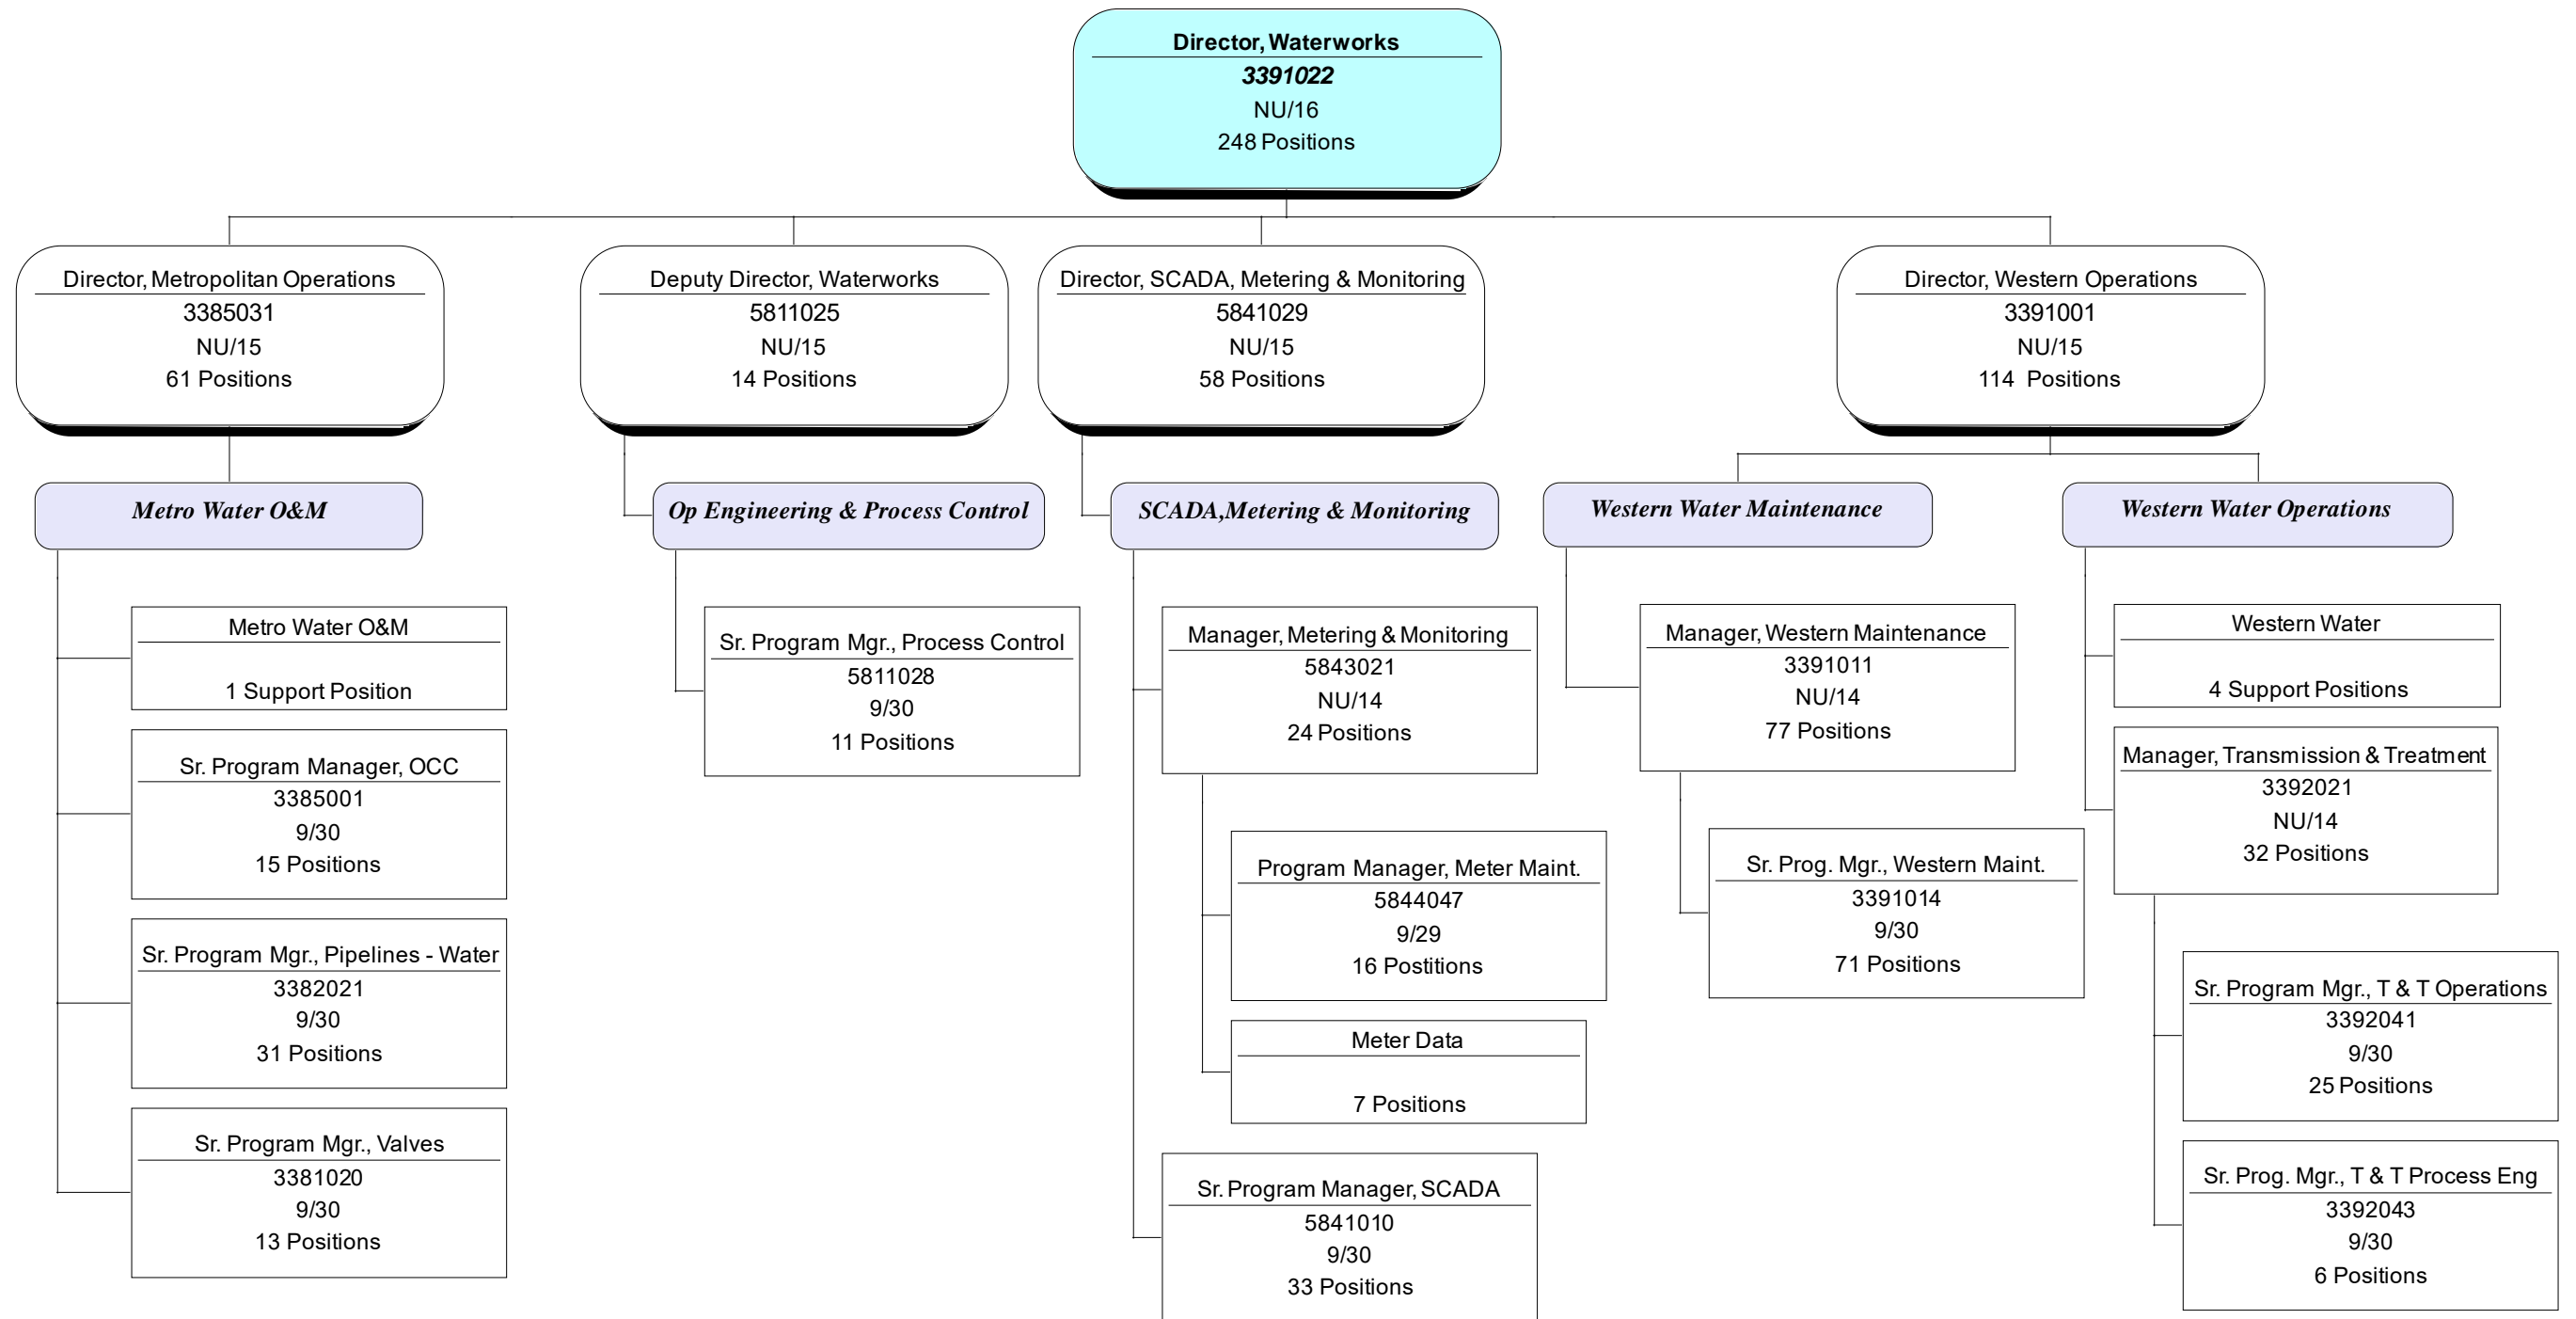 Director, Waterworks
3391022
NU/16
248 Positions
Director, Metropolitan Operations
3385031
NU/15
61 Positions
Deputy Director, Waterworks
5811025
NU/15
14 Positions
Director, SCADA, Metering & Monitoring
5841029
NU/15
58 Positions
Director, Western Operations
3391001
NU/15
114 Positions
Metro Water O&M
Metro Water O&M
1 Support Position
Sr. Program Manager, OCC
3385001
9/30
15 Positions
Sr. Program Mgr., Pipelines - Water
3382021
9/30
31 Positions
Sr. Program Mgr., Valves
3381020
9/30
13 Positions
Op Engineering & Process Control
Sr. Program Mgr., Process Control
5811028
9/30
11 Positions
SCADA,Metering & Monitoring
Manager, Metering & Monitoring
5843021
NU/14
24 Positions
Program Manager, Meter Maint.
5844047
9/29
16 Postitions
Meter Data
7 Positions
Sr. Program Manager, SCADA
5841010
9/30
33 Positions
Western Water Maintenance
Manager, Western Maintenance
3391011
NU/14
77 Positions
Sr. Prog. Mgr., Western Maint.
3391014
9/30
71 Positions
Western Water Operations
Western Water
4 Support Positions
Manager, Transmission & Treatment
3392021
NU/14
32 Positions
Sr. Program Mgr., T & T Operations
3392041
9/30
25 Positions
Sr. Prog. Mgr., T & T Process Eng
3392043
9/30
6 Positions